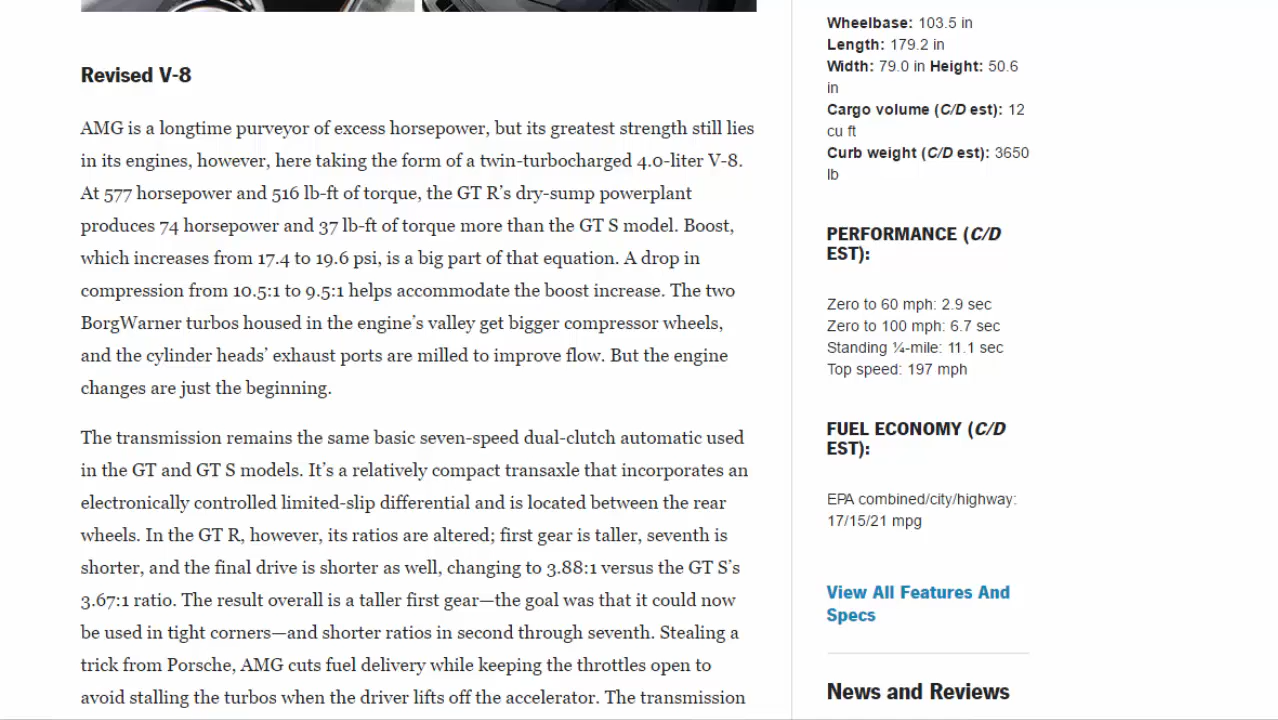 Revised V-8
AMG is a longtime purveyor of excess horsepower, but its greatest strength still lies
in its engines, however, here taking the form of a twin-turbocharged 4.0-liter V-8.
At 577 horsepower and 516 lb-ft of torque, the GT R’s dry-sump powerplant
produces 74 horsepower and 37 lb-ft of torque more than the GT S model. Boost,
which increases from 17.4 to 19.6 psi, is a big part of that equation. A drop in
compression from 10.5:1 to 9.5:1 helps accommodate the boost increase. The two
BorgWarner turbos housed in the engine’s valley get bigger compressor wheels,
and the cylinder heads’ exhaust ports are milled to improve flow. But the engine
changes are just the beginning.
The transmission remains the same basic seven-speed dual-clutch automatic used
in the GT and GT S models. It’s a relatively compact transaxle that incorporates an
electronically controlled limited-slip differential and is located between the rear
wheels. In the GT R, however, its ratios are altered; first gear is taller, seventh is
shorter, and the final drive is shorter as well, changing to 3.88:1 versus the GT S’s
3.67:1 ratio. The result overall is a taller first gear—the goal was that it could now
be used in tight corners—and shorter ratios in second through seventh. Stealing a
trick from Porsche, AMG cuts fuel delivery while keeping the throttles open to
avoid stalling the turbos when the driver lifts off the accelerator. The transmission
Wheelbase: 103.5 in
Length: 179.2 in
Width: 79.0 in Height: 50.6
in
Cargo volume (C/D est): 12
cu ft
Curb weight (C/D est): 3650
lb
PERFORMANCE (C/D
EST):
Zero to 60 mph: 2.9 sec
Zero to 100 mph: 6.7 sec
Standing ¼-mile: 11.1 sec
Top speed: 197 mph
FUEL ECONOMY (C/D
EST):
EPA combined/city/highway:
17/15/21 mpg
View All Features And
Specs
News and Reviews